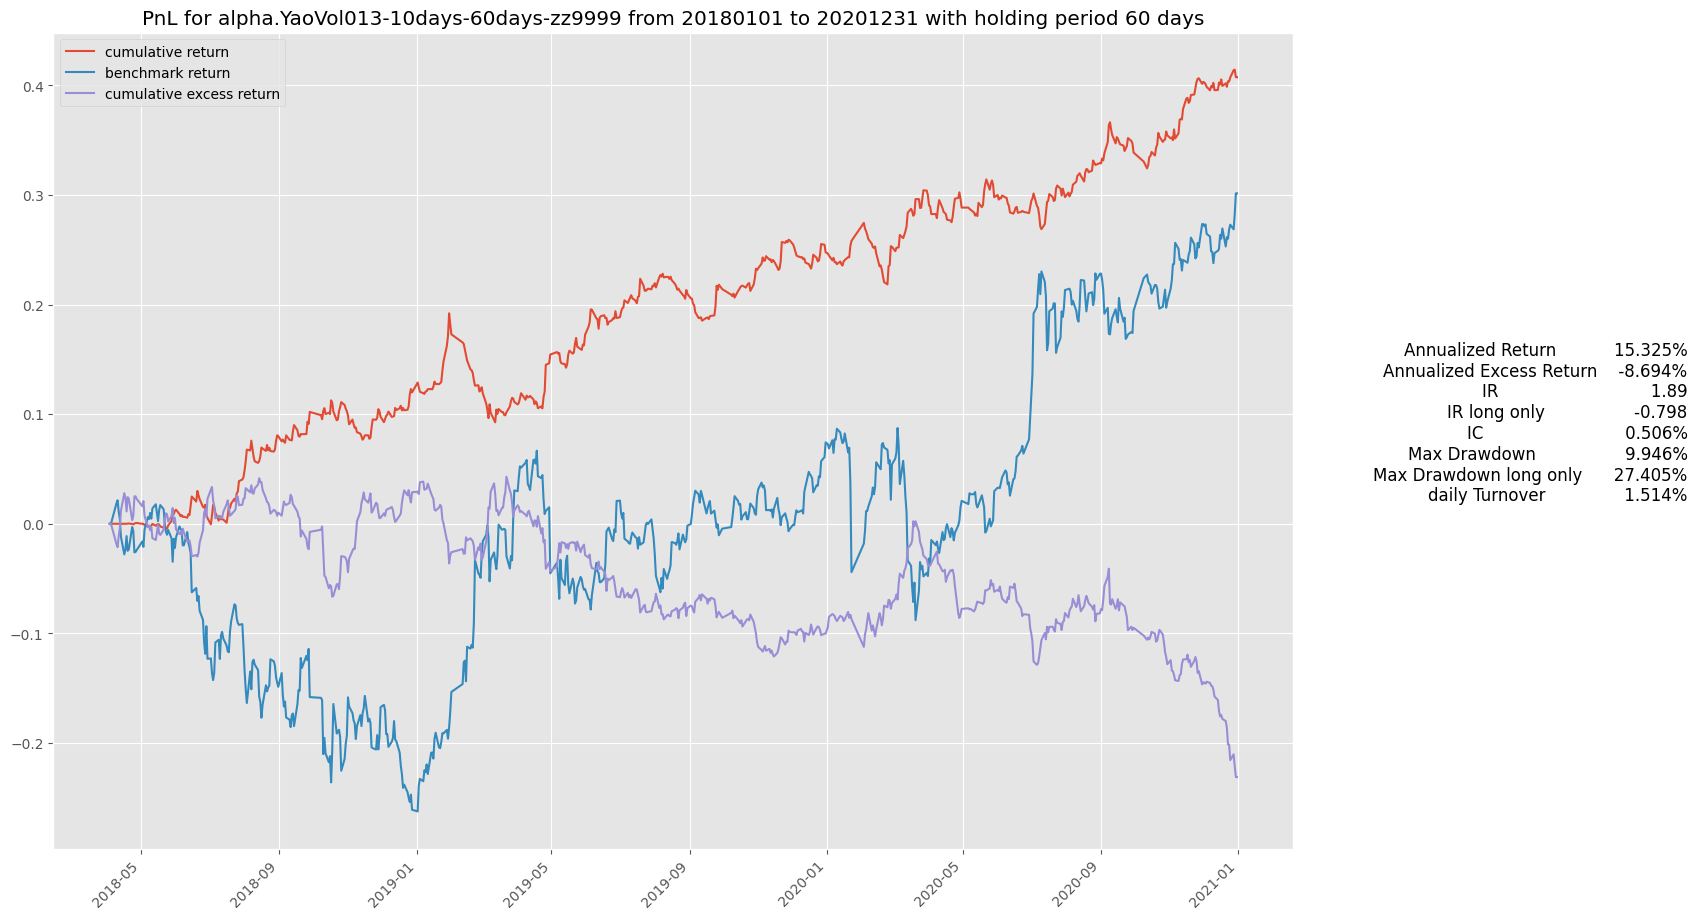 PnL for alpha.YaoVol013-10days-60days-zz9999 from 20180101 to 20201231 with holding period 60 days
cumulative return
benchmark return
cumulative excess return
0.4
0.3
0.2
0.1
0.0
−0.1
−0.2
2018-05
2018-09
2019-01
2019-05
2019-09
2020-01
2020-05
2020-09
2021-01
Annualized Return 15.325%
Annualized Excess Return -8.694%
IR 1.89
IR long only -0.798
IC 0.506%
Max Drawdown 9.946%
Max Drawdown long only 27.405%
daily Turnover 1.514%